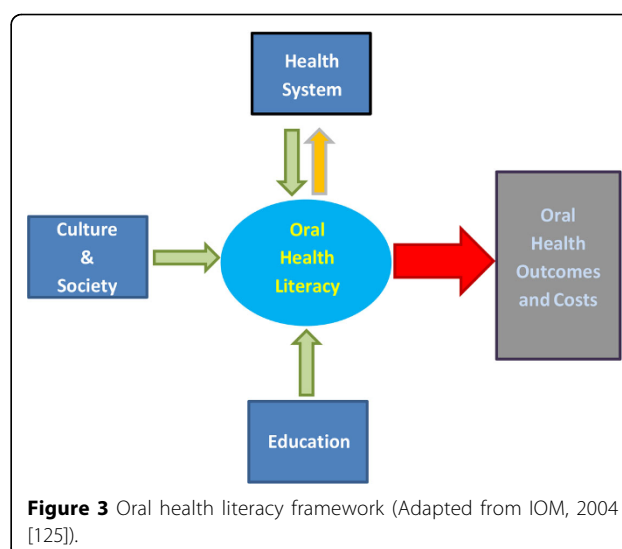 Health
System
Culture
&
Society
Oral
Health
Literacy
Oral
Health
Outcomes
and Costs
Education
Figure 3 Oral health literacy framework (Adapted from IOM, 2004
[125]).